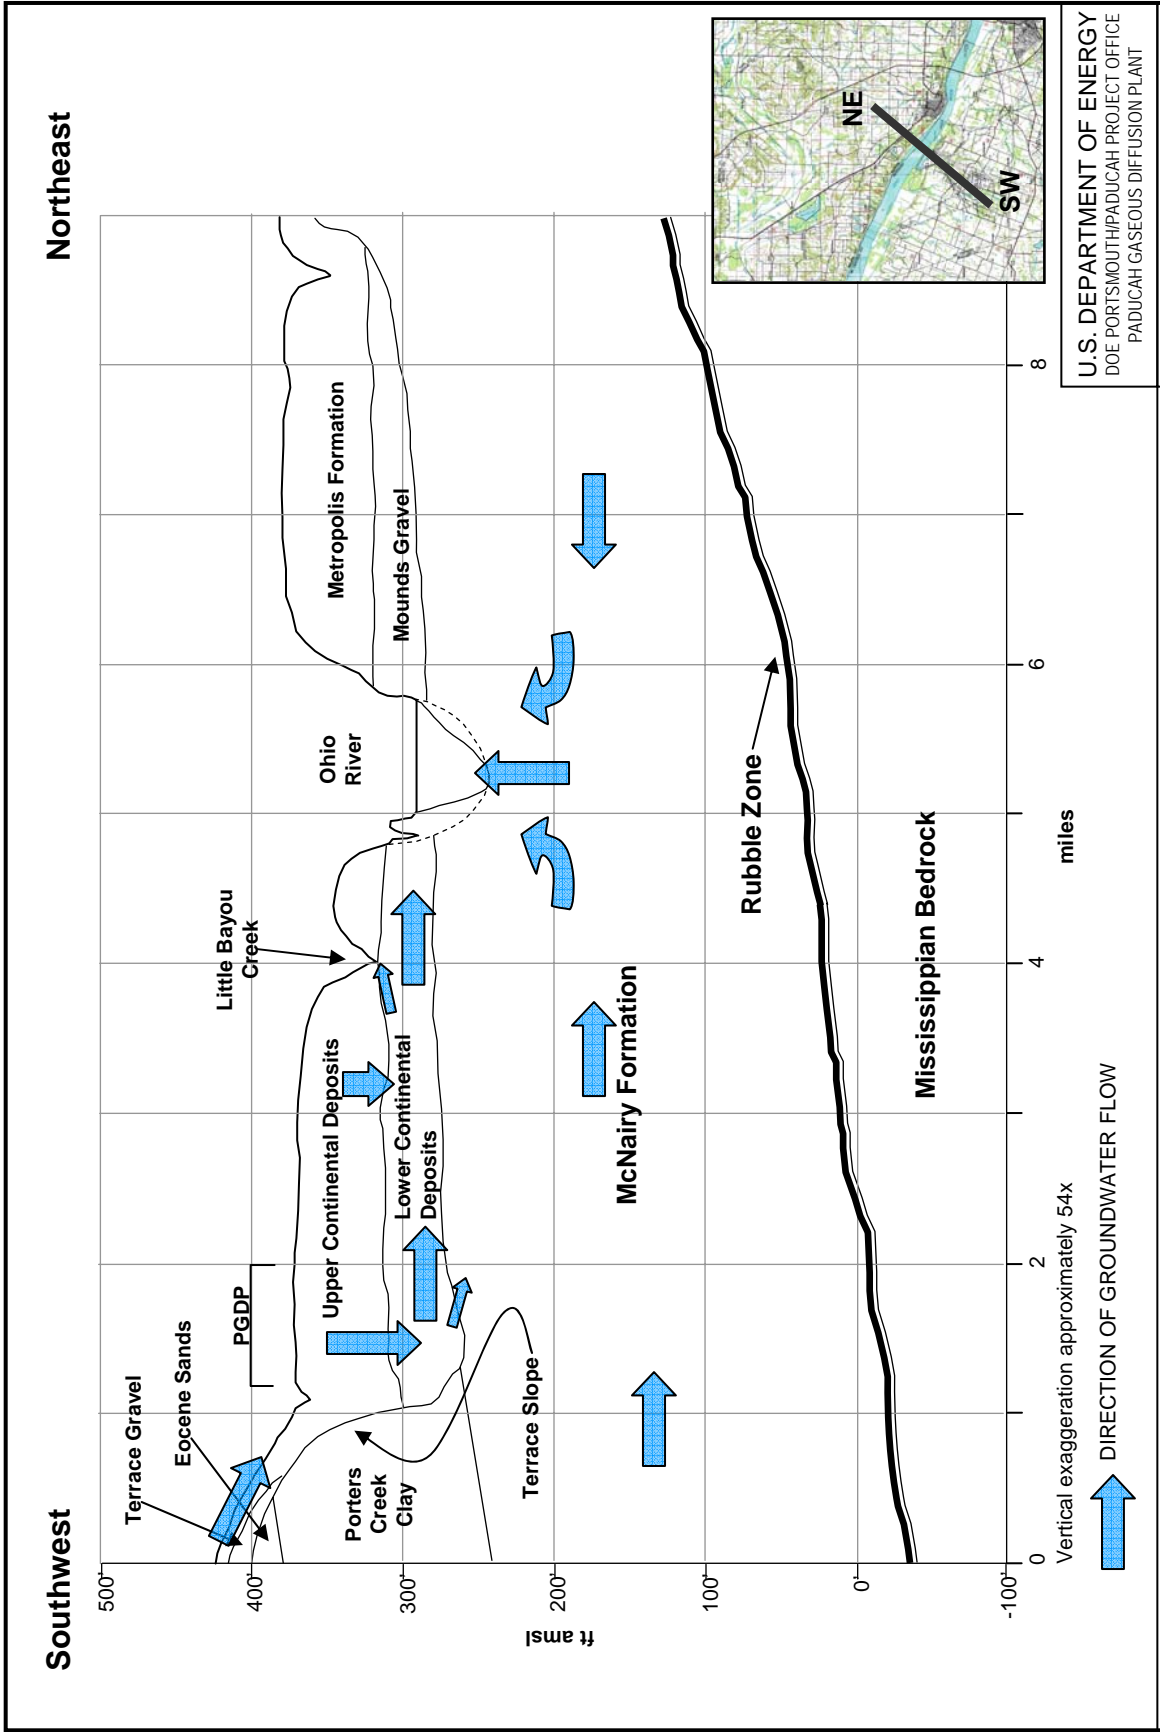 Southwest
Northeast
500'
400'
300'
200'
100'
0'
-100'
ft amsl
Terrace Gravel
Eocene Sands
PGDP
Little Bayou
Creek
Ohio
River
Upper Continental Deposits
Lower Continental
Deposits
Metropolis Formation
Mounds Gravel
Porters
Creek
Clay
Terrace Slope
McNairy Formation
Rubble Zone
Mississippian Bedrock
0
2
4
6
8
miles
Vertical exaggeration approximately 54x
DIRECTION OF GROUNDWATER FLOW
NE
SW
U.S. DEPARTMENT OF ENERGY
DOE PORTSMOUTH/PADUCAH PROJECT OFFICE
PADUCAH GASEOUS DIFFUSION PLANT